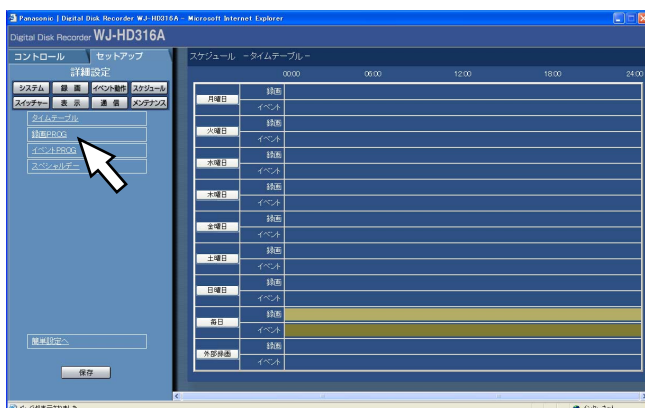 Panasonic | Digital Disk Recorder WJ-HD316A - Microsoft Internet Explorer
Digital Disk Recorder WJ-HD316A
コントロール
セットアップ
詳細設定
システム 録 画 イベント動作 スケジュール
スイッチャー 表 示 通 信 メンテナンス
タイムテーブル
録画PROG
イベントPROG
スペシャルデー
簡単設定へ
保存
スケジュール -タイムテーブル-
00:00 06:00 12:00 18:00 24:00
月曜日
録画
イベント
火曜日
録画
イベント
水曜日
録画
イベント
木曜日
録画
イベント
金曜日
録画
イベント
土曜日
録画
イベント
日曜日
録画
イベント
毎日
録画
イベント
外部録画
録画
イベント